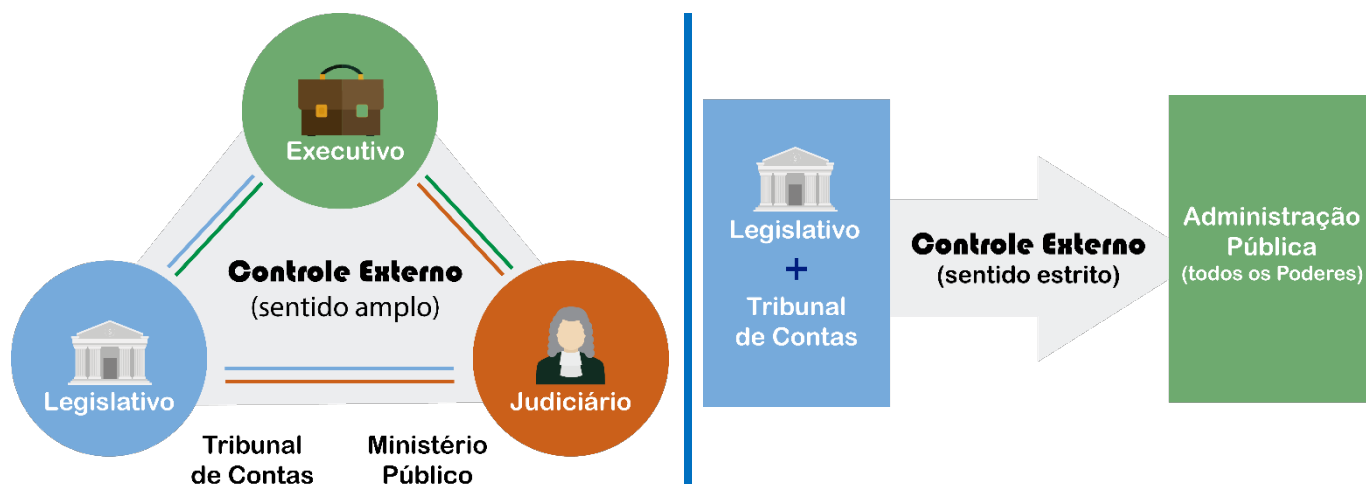 Executivo
Controle Externo
(sentido amplo)
Legislativo
Judiciário
Tribunal
de Contas
Ministério
Público
Legislativo
+
Tribunal
de Contas
Controle Externo
(sentido estrito)
Administração
Pública
(todos os Poderes)